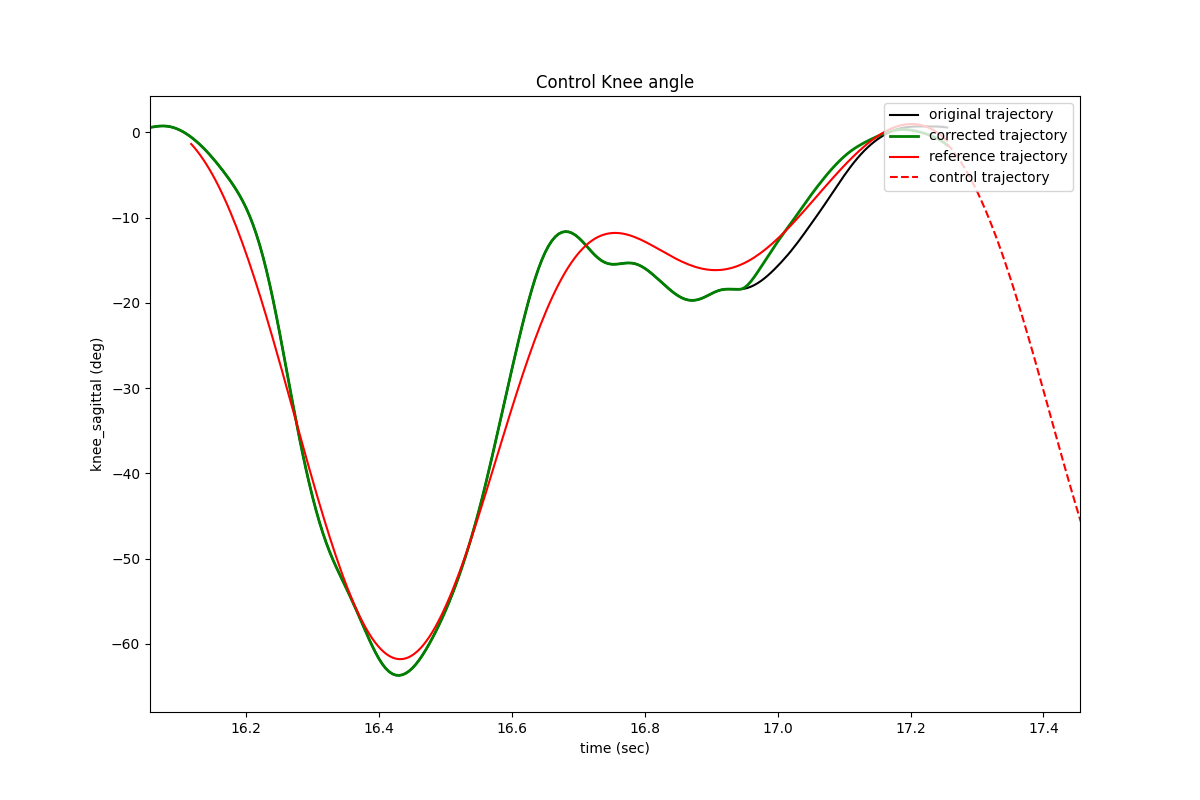 Control Knee angle
original trajectory
corrected trajectory
reference trajectory
control trajectory
knee_sagittal (deg)
0
−10
−20
−30
−40
−50
−60
16.2 16.4 16.6 16.8 17.0 17.2 17.4
time (sec)